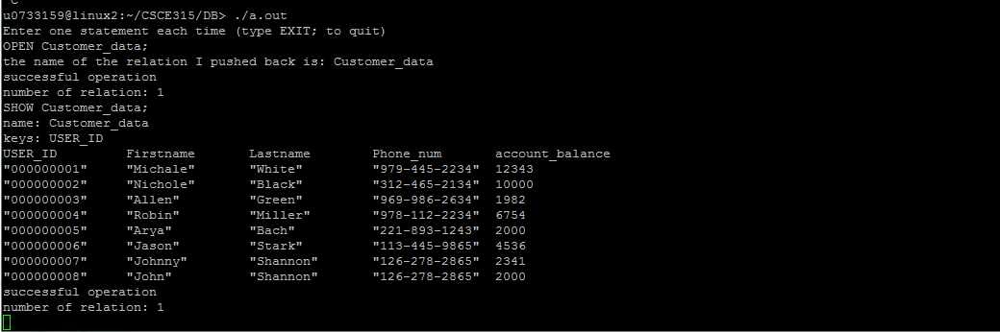 C
u0733159@linux2:~/CSCE315/DB> ./a.out
Enter one statement each time (type EXIT; to quit)
OPEN Customer_data;
the name of the relation I pushed back is: Customer_data
successful operation
number of relation: 1
SHOW Customer_data;
name: Customer_data
keys: USER_ID
USER_ID Firstname Lastname Phone_num account_balance
"000000001" "Michale" "White" "979-445-2234" 12343
"000000002" "Nichole" "Black" "312-465-2134" 10000
"000000003" "Allen" "Green" "969-986-2634" 1982
"000000004" "Robin" "Miller" "978-112-2234" 6754
"000000005" "Arya" "Bach" "221-893-1243" 2000
"000000006" "Jason" "Stark" "113-445-9865" 4536
"000000007" "Johnny" "Shannon" "126-278-2865" 2341
"000000008" "John" "Shannon" "126-278-2865" 2000
successful operation
number of relation: 1